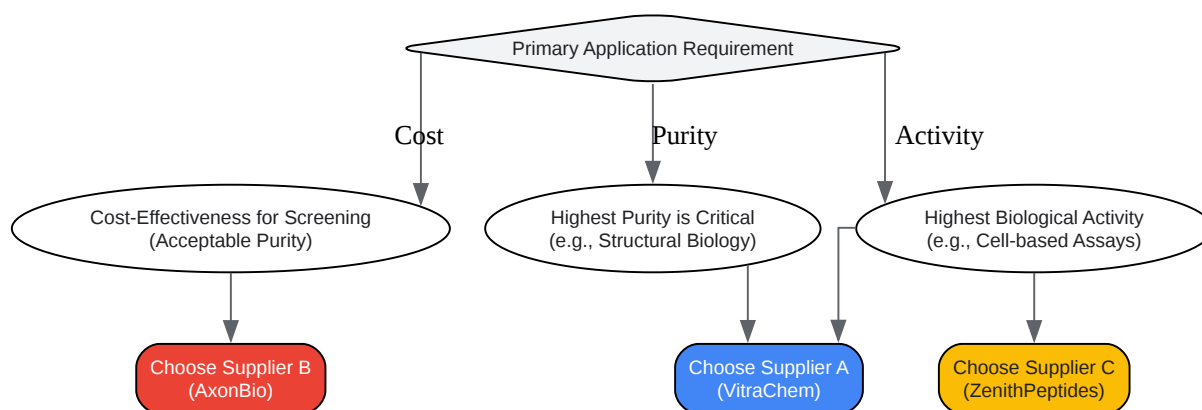 Primary Application Requirement
Cost
Purity
Activity
Cost-Effectiveness for Screening
(Acceptable Purity)
Highest Purity is Critical
(e.g., Structural Biology)
Highest Biological Activity
(e.g., Cell-based Assays)
Choose Supplier B
(AxonBio)
Choose Supplier A
(VitraChem)
Choose Supplier C
(ZenithPeptides)